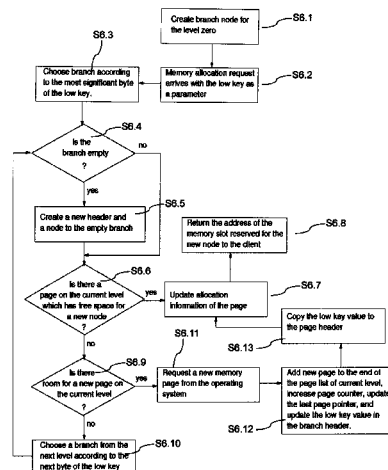 S6.1
Create branch node for
the level zero
S6.3
Choose branch according
to the most significant byte
of the low key.
Memory allocation request
arrives with the low key as
a parameter
S6.2
S6.4
Is the
branch empty
?
no
yes
S6.5
Create a new header and
a node to the empty branch
Return the address of the
memory slot reserved for the
new node to the client
S6.8
S6.6
Is there a
page on the current level
which has free space for
a new node
?
yes
Update allocation
information of the page
S6.7
no
Copy the low key value to
the page header
S6.13
S6.11
S6.9
Is there
room for a new page on
the current level
?
yes
Request a new memory
page from the operating
system
Add new page to the end of
the page list of current level,
increase page counter, update
the last page pointer, and
update the low key value in
the branch header.
S6.12
no
S6.10
Choose a branch from the
next level according to the
next byte of the low key